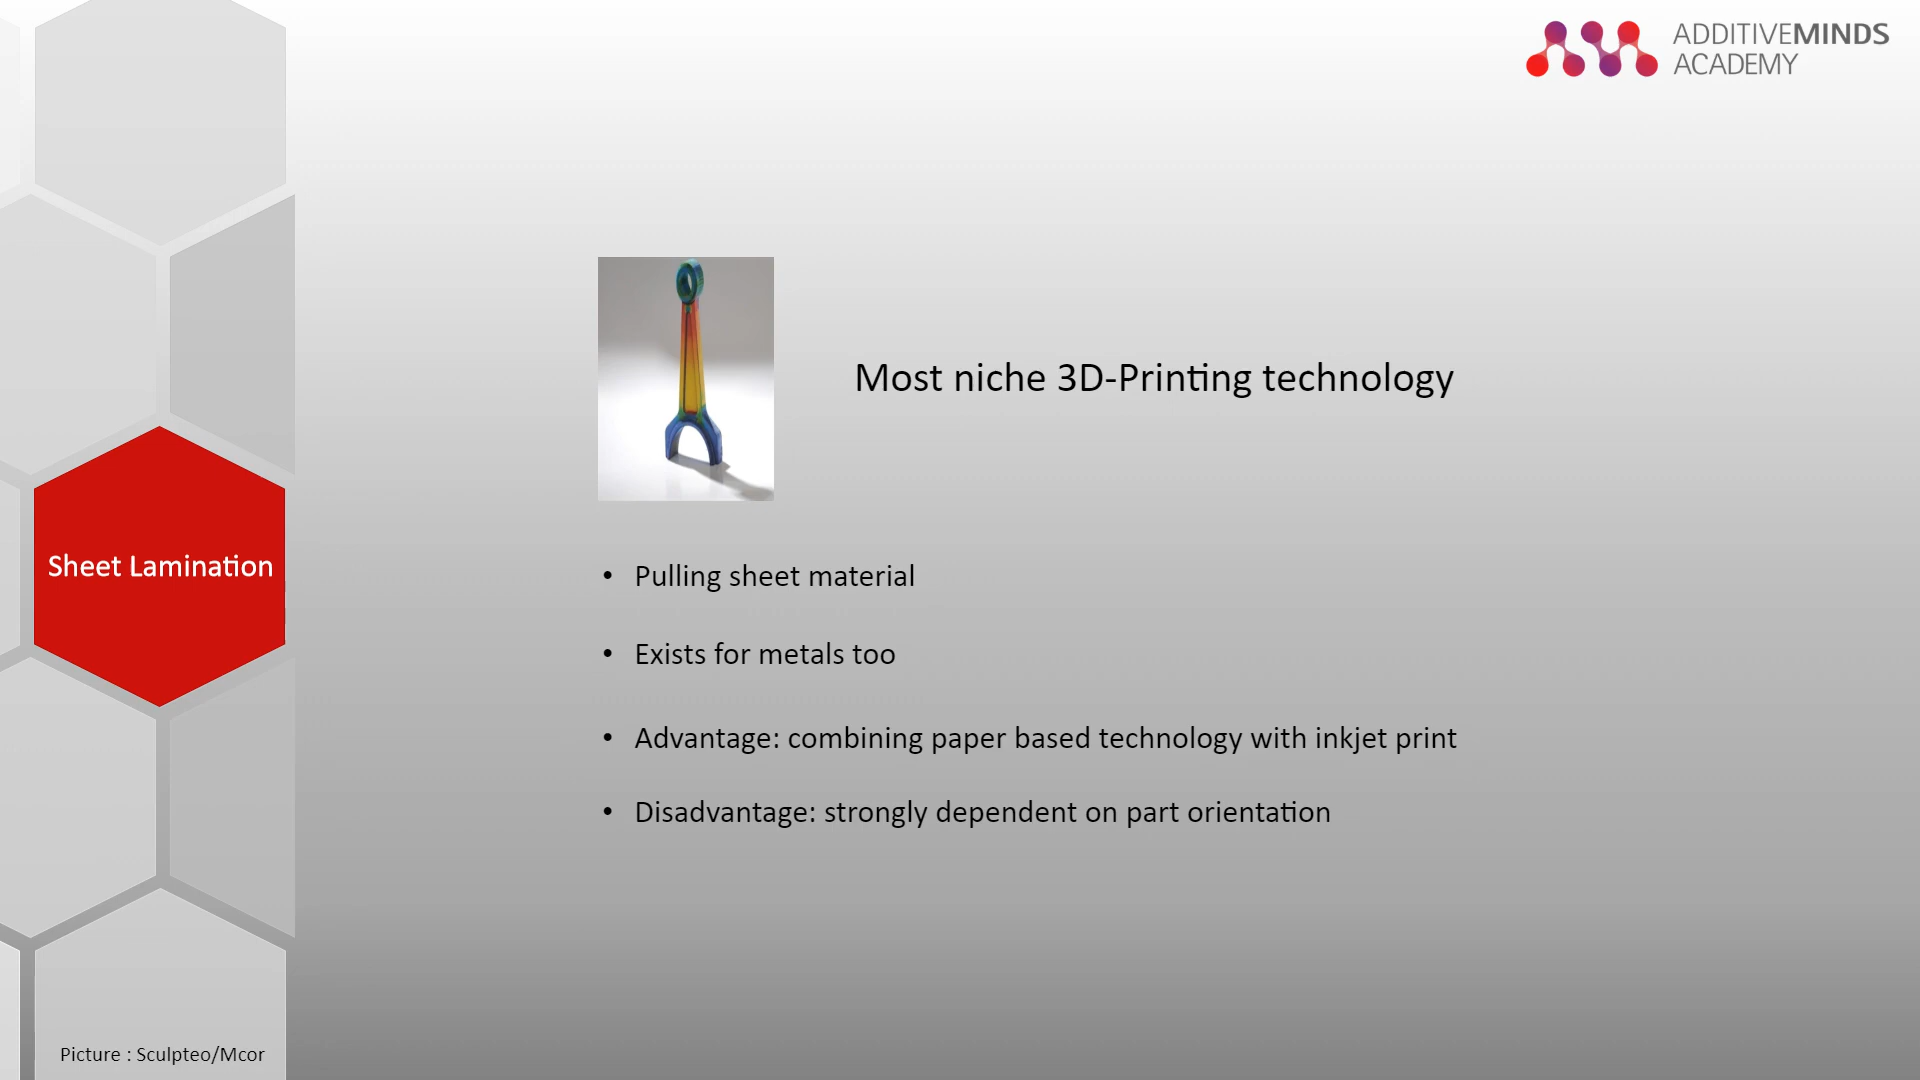 ADDITIVEMINDS
ACADEMY
Most niche 3D-Printing technology
Sheet Lamination
• Pulling sheet material
• Exists for metals too
• Advantage: combining paper based technology with inkjet print
• Disadvantage: strongly dependent on part orientation
Picture : Sculpteo/Mcor